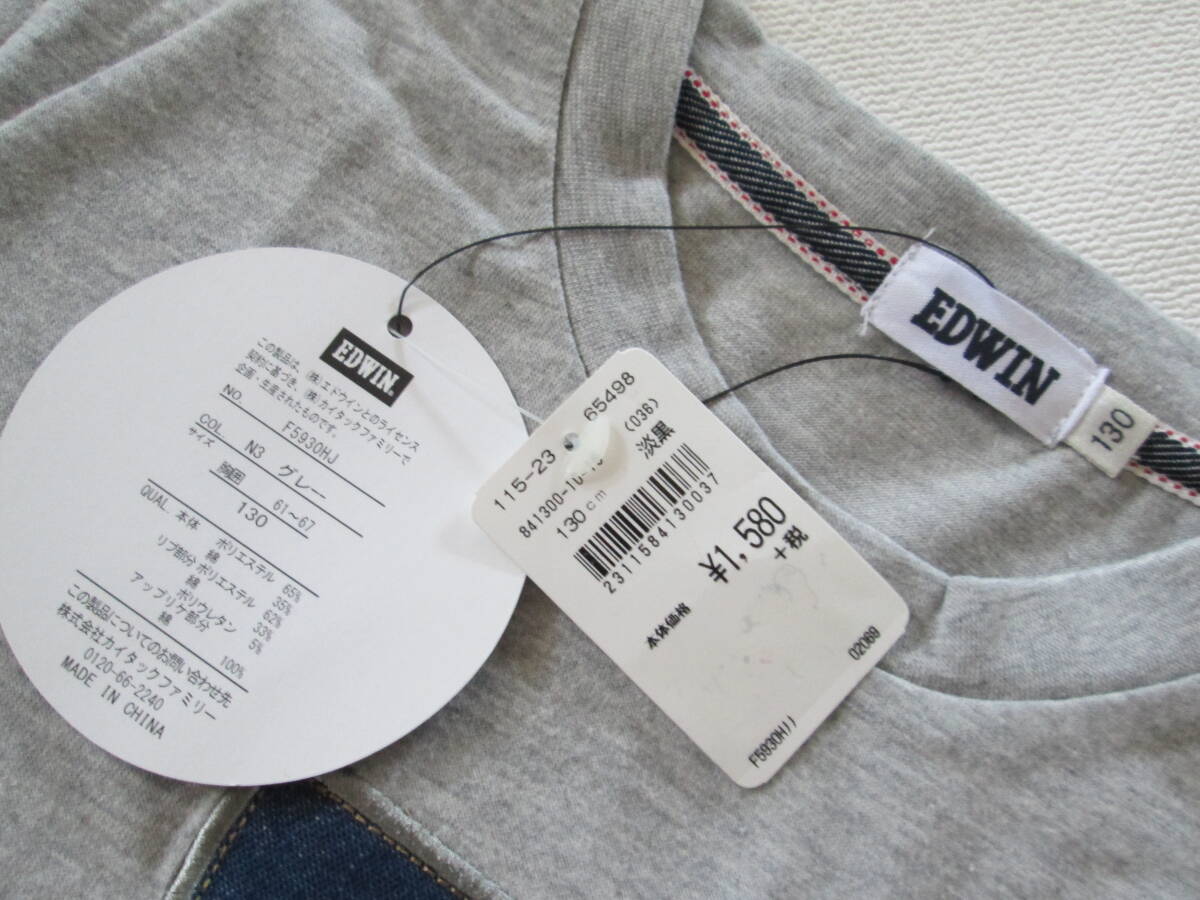 EDWIN.
この製品は、(株)エドウインとのライセンス
契約に基づき、(株)カイタックファミリーで
企画・生産されたものです。
NO. F5930HJ
COL. N3 グレー
サイズ
胸囲 61〜67
130
QUAL. 本体 ポリエステル 65%
綿 35%
リブ部分 ポリエステル 62%
綿 33%
ポリウレタン 5%
アップリケ部分
綿 100%
この製品についてのお問い合わせ先
株式会社カイタックファミリー
0120-66-2240
MADE IN CHINA
115-23 65498
841300-10- (036)
130cm 淡黒
2311584130037
本体価格 ¥1,580
+税
02069
F5930HJ
EDWIN
130